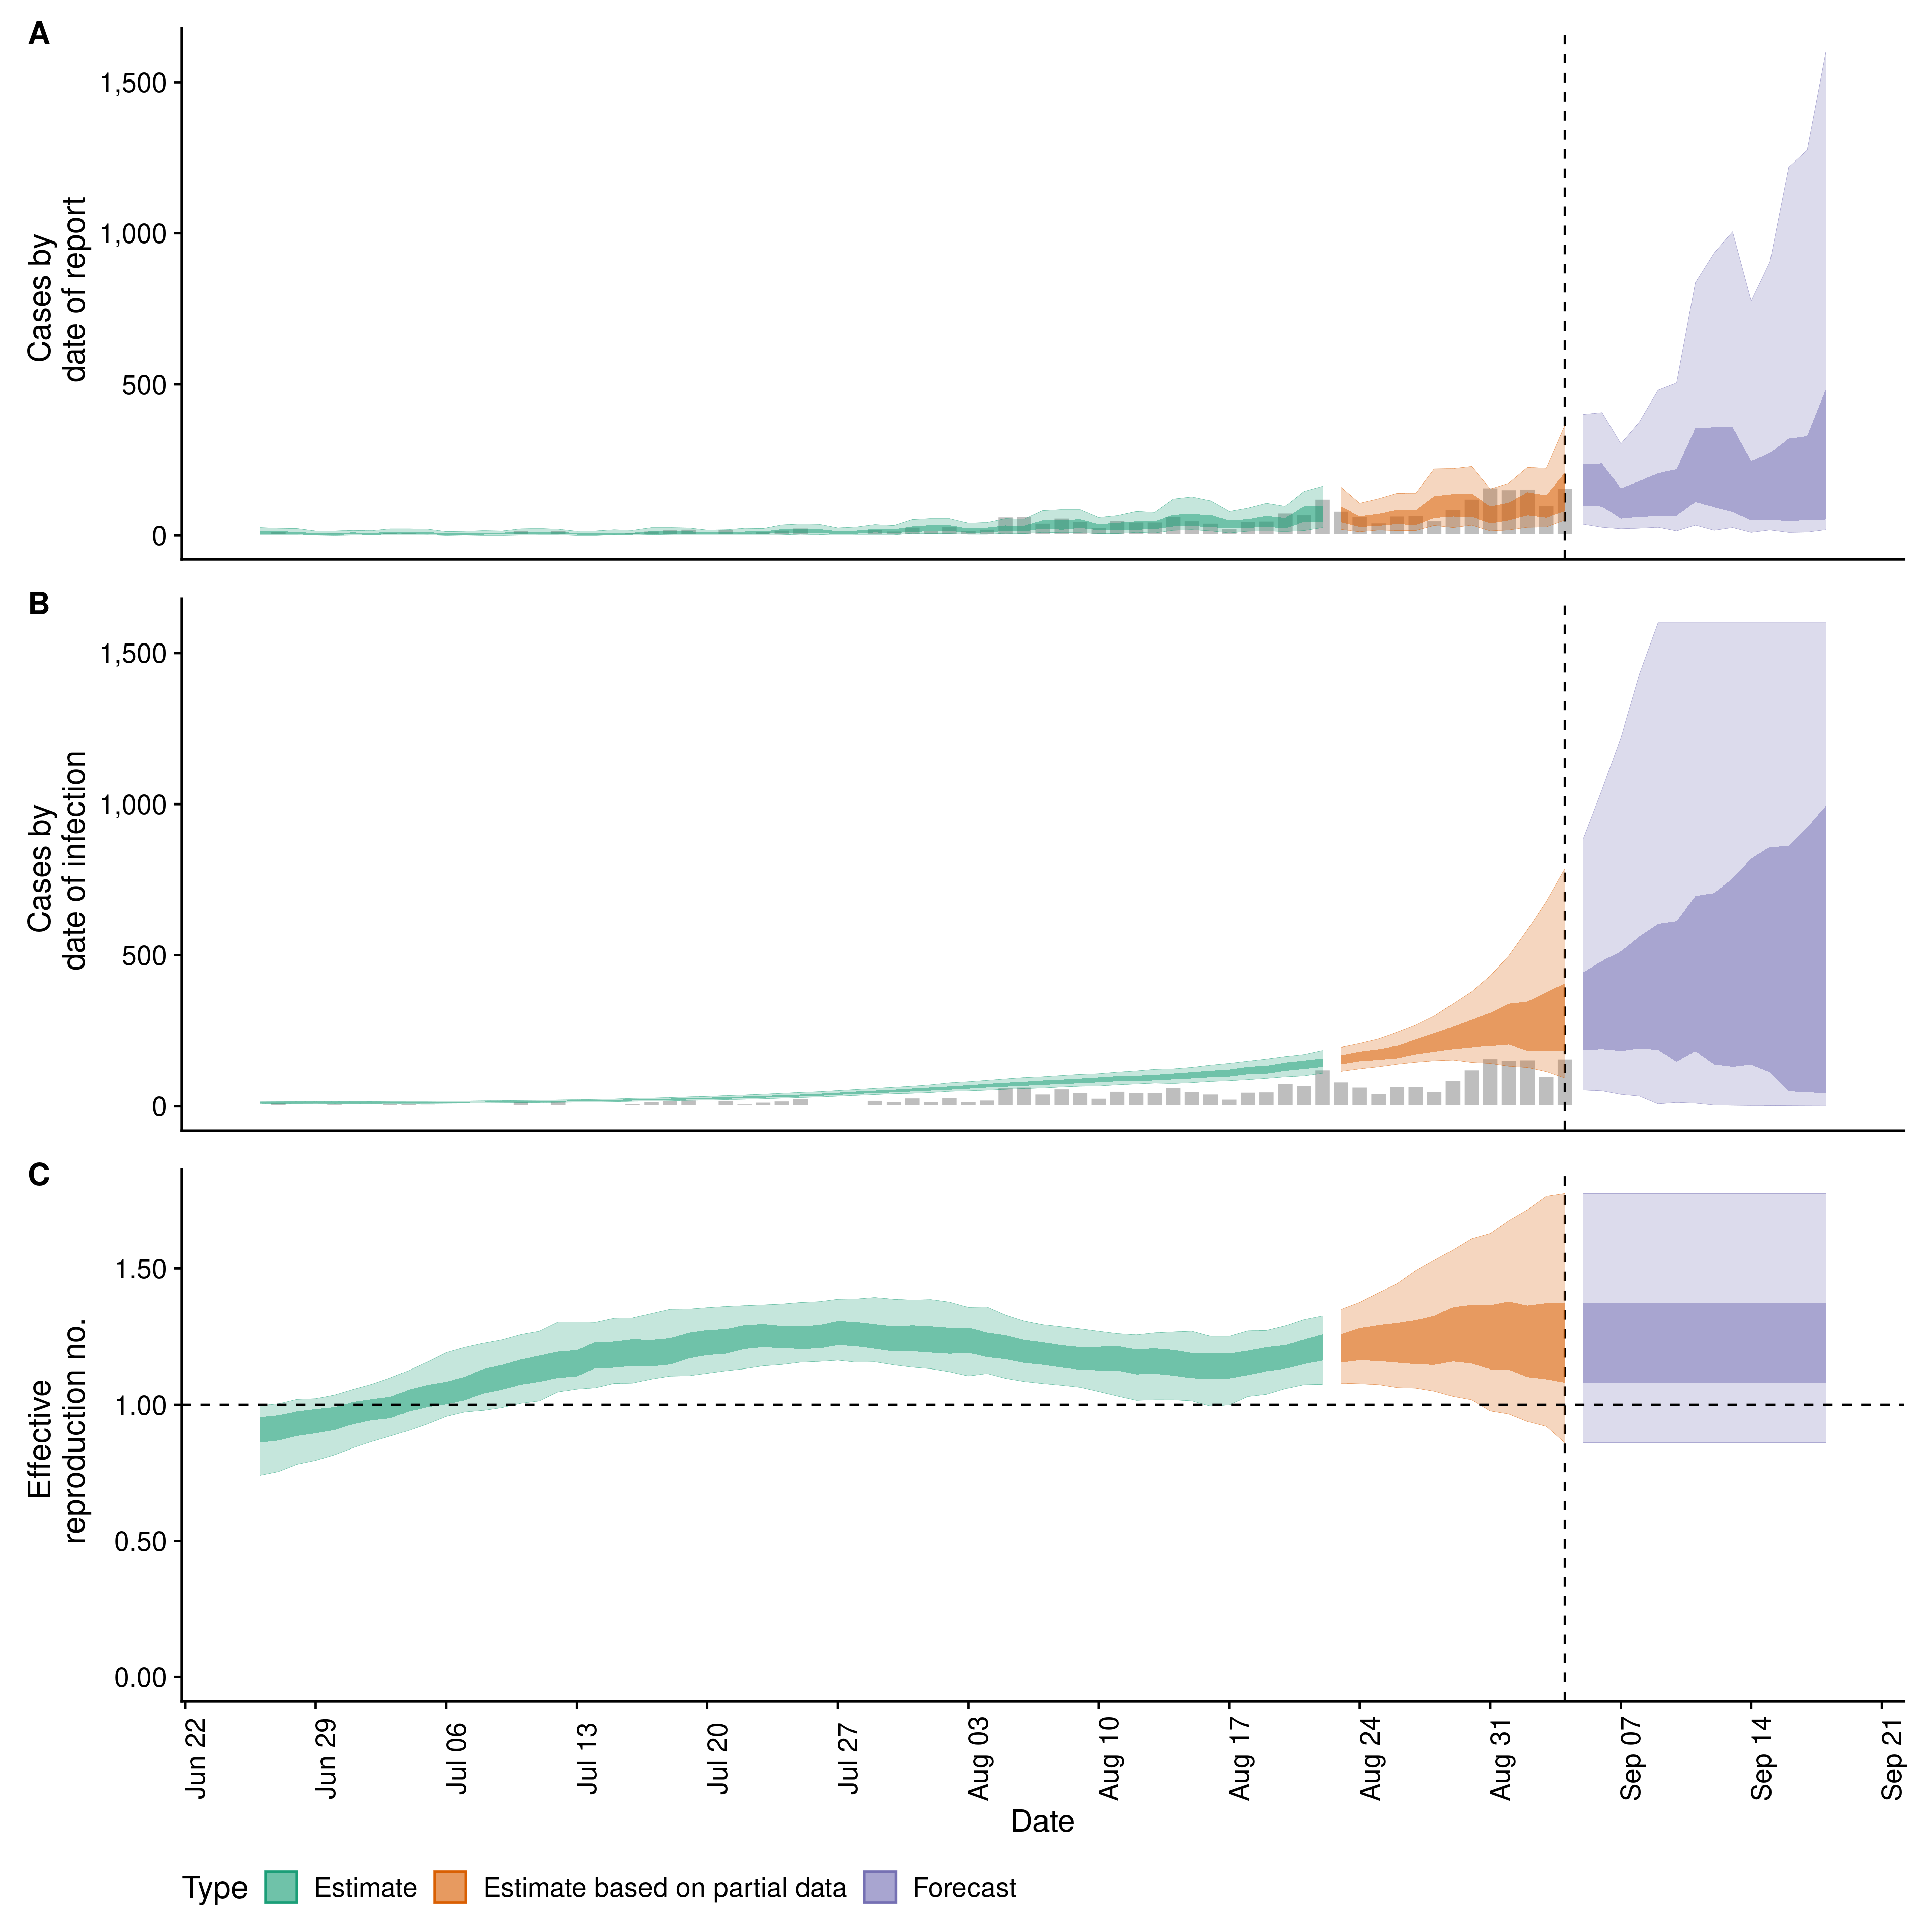 A
1,500
1,000
500
0
Cases by
date of report
B
1,500
1,000
500
0
Cases by
date of infection
C
1.50
1.00
0.50
0.00
Effective
reproduction no.
Jun 22
Jun 29
Jul 06
Jul 13
Jul 20
Jul 27
Aug 03
Aug 10
Aug 17
Aug 24
Aug 31
Sep 07
Sep 14
Sep 21
Date
Type Estimate Estimate based on partial data Forecast